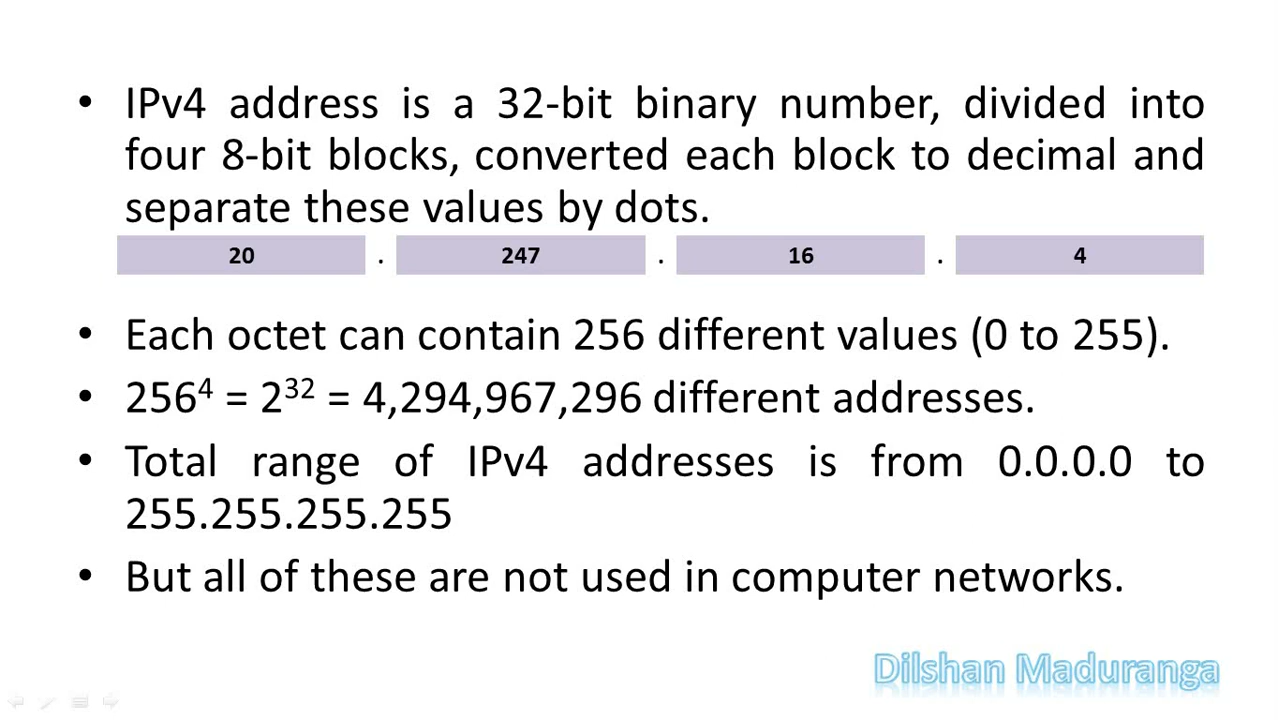 • IPv4 address is a 32-bit binary number, divided into
four 8-bit blocks, converted each block to decimal and
separate these values by dots.
20 . 247 . 16 . 4
• Each octet can contain 256 different values (0 to 255).
• 256⁴ = 2³² = 4,294,967,296 different addresses.
• Total range of IPv4 addresses is from 0.0.0.0 to
255.255.255.255
• But all of these are not used in computer networks.
Dilshan Maduranga